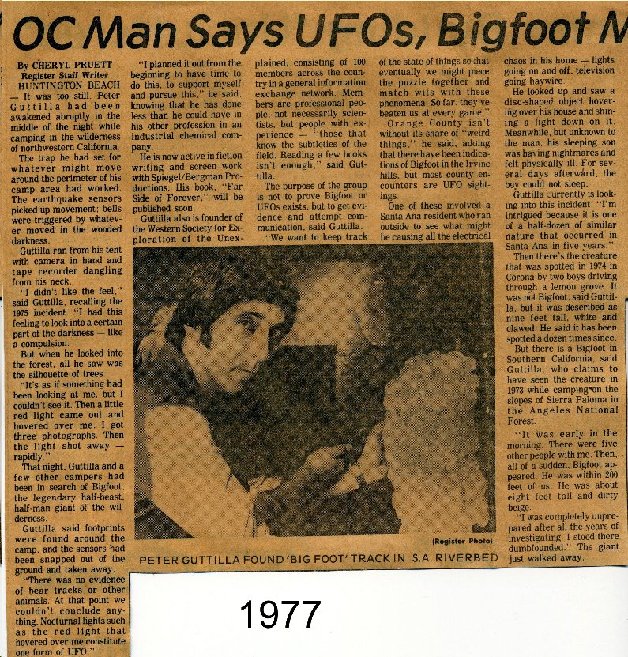 OC Man Says UFOs, Bigfoot M
By CHERYL PRUETT
Register Staff Writer
HUNTINGTON BEACH
— It was too still. Peter
Guttilla had been
awakened abruptly in the
middle of the night while
camping in the wilderness
of northwestern California.
The trap he had set for
whatever might move
around the perimeter of his
camp area had worked.
The earthquake sensors
picked up movement; bells
were triggered by whatev-
er moved in the wooded
darkness.
Guttilla ran from his tent
with camera in hand and
tape recorder dangling
from his neck.
"I didn't like the feel,"
said Guttilla, recalling the
1975 incident. "I had this
feeling to look into a certain
part of the darkness — like
a compulsion.
But when he looked into
the forest, all he saw was
the silhouette of trees.
"It's as if something had
been looking at me, but I
couldn't see it. Then a little
red light came out and
hovered over me. I got
three photographs. Then
the light shot away —
rapidly."
That night, Guttilla and a
few other campers had
been in search of Bigfoot,
the legendary half-beast,
half-man giant of the wil-
derness.
Guttilla said footprints
were found around the
camp, and the sensors had
been snapped out of the
ground and taken away.
"There was no evidence
of bear tracks or other
animals. At that point we
couldn't conclude any-
thing. Nocturnal lights such
as the red light that
hovered over me constitute
one form of UFO."
"I planned it out from the
beginning to have time to
do this, to support myself
and pursue this," he said,
knowing that he has done
less than he could have in
his other profession in an
industrial chemical com-
pany.
He is now active in fiction
writing and screen work
with Spiegel/Bergman Pro-
ductions. His book, "Far
Side of Forever," will be
published soon.
Guttilla also is founder of
the Western Society for Ex-
ploration of the Unex-
plained, consisting of 100
members across the coun-
try in a general information
exchange network. Mem-
bers are professional peo-
ple, not necessarily scien-
tists, but people with ex-
perience — those that
know the subtleties of the
field. Reading a few books
isn't enough," said Gut-
tilla.
The purpose of the group
is not to prove Bigfoot or
UFOs exists, but to get evi-
dence and attempt com-
munication, said Guttilla.
"We want to keep track
of the state of things so that
eventually we might piece
the puzzle together and
match wits with these
phenomena. So far, they've
beaten us at every game."
Orange County isn't
without its share of "weird
things," he said, adding
that there have been indica-
tions of Bigfoot in the Irvine
hills, but most county en-
counters are UFO sight-
ings.
One of these involved a
Santa Ana resident who ran
outside to see what might
be causing all the electrical
chaos in his home — lights
going on and off, television
going haywire.
He looked up and saw a
disc-shaped object hover-
ing over his house and shin-
ing a light down on it.
Meanwhile, but unknown to
the man, his sleeping son
was having nightmares and
felt physically ill. For sev-
eral days afterward, the
boy could not sleep.
Guttilla currently is look-
ing into this incident. "I'm
intrigued because it is one
of a half-dozen of similar
nature that occurred in
Santa Ana in five years."
Then there's the creature
that was spotted in 1974 in
Corona by two boys driving
through a lemon grove. It
was not Bigfoot, said Guttil-
la, but it was described as
nine feet tall, white and
clawed. He said it has been
spotted a dozen times since.
But there is a Bigfoot in
Southern California, said
Guttilla, who claims to
have seen the creature in
1973 while camping on the
slopes of Sierra Paloma in
the Angeles National
Forest.
"It was early in the
morning. There were five
other people with me. Then,
all of a sudden, Bigfoot ap-
peared. He was within 200
feet of us. He was about
eight feet tall and dirty
beige.
"I was completely unpre-
pared after all the years of
investigating. I stood there
dumbfounded." The giant
just walked away.
(Register Photo)
PETER GUTTILLA FOUND 'BIG FOOT' TRACK IN S.A. RIVERBED
1977